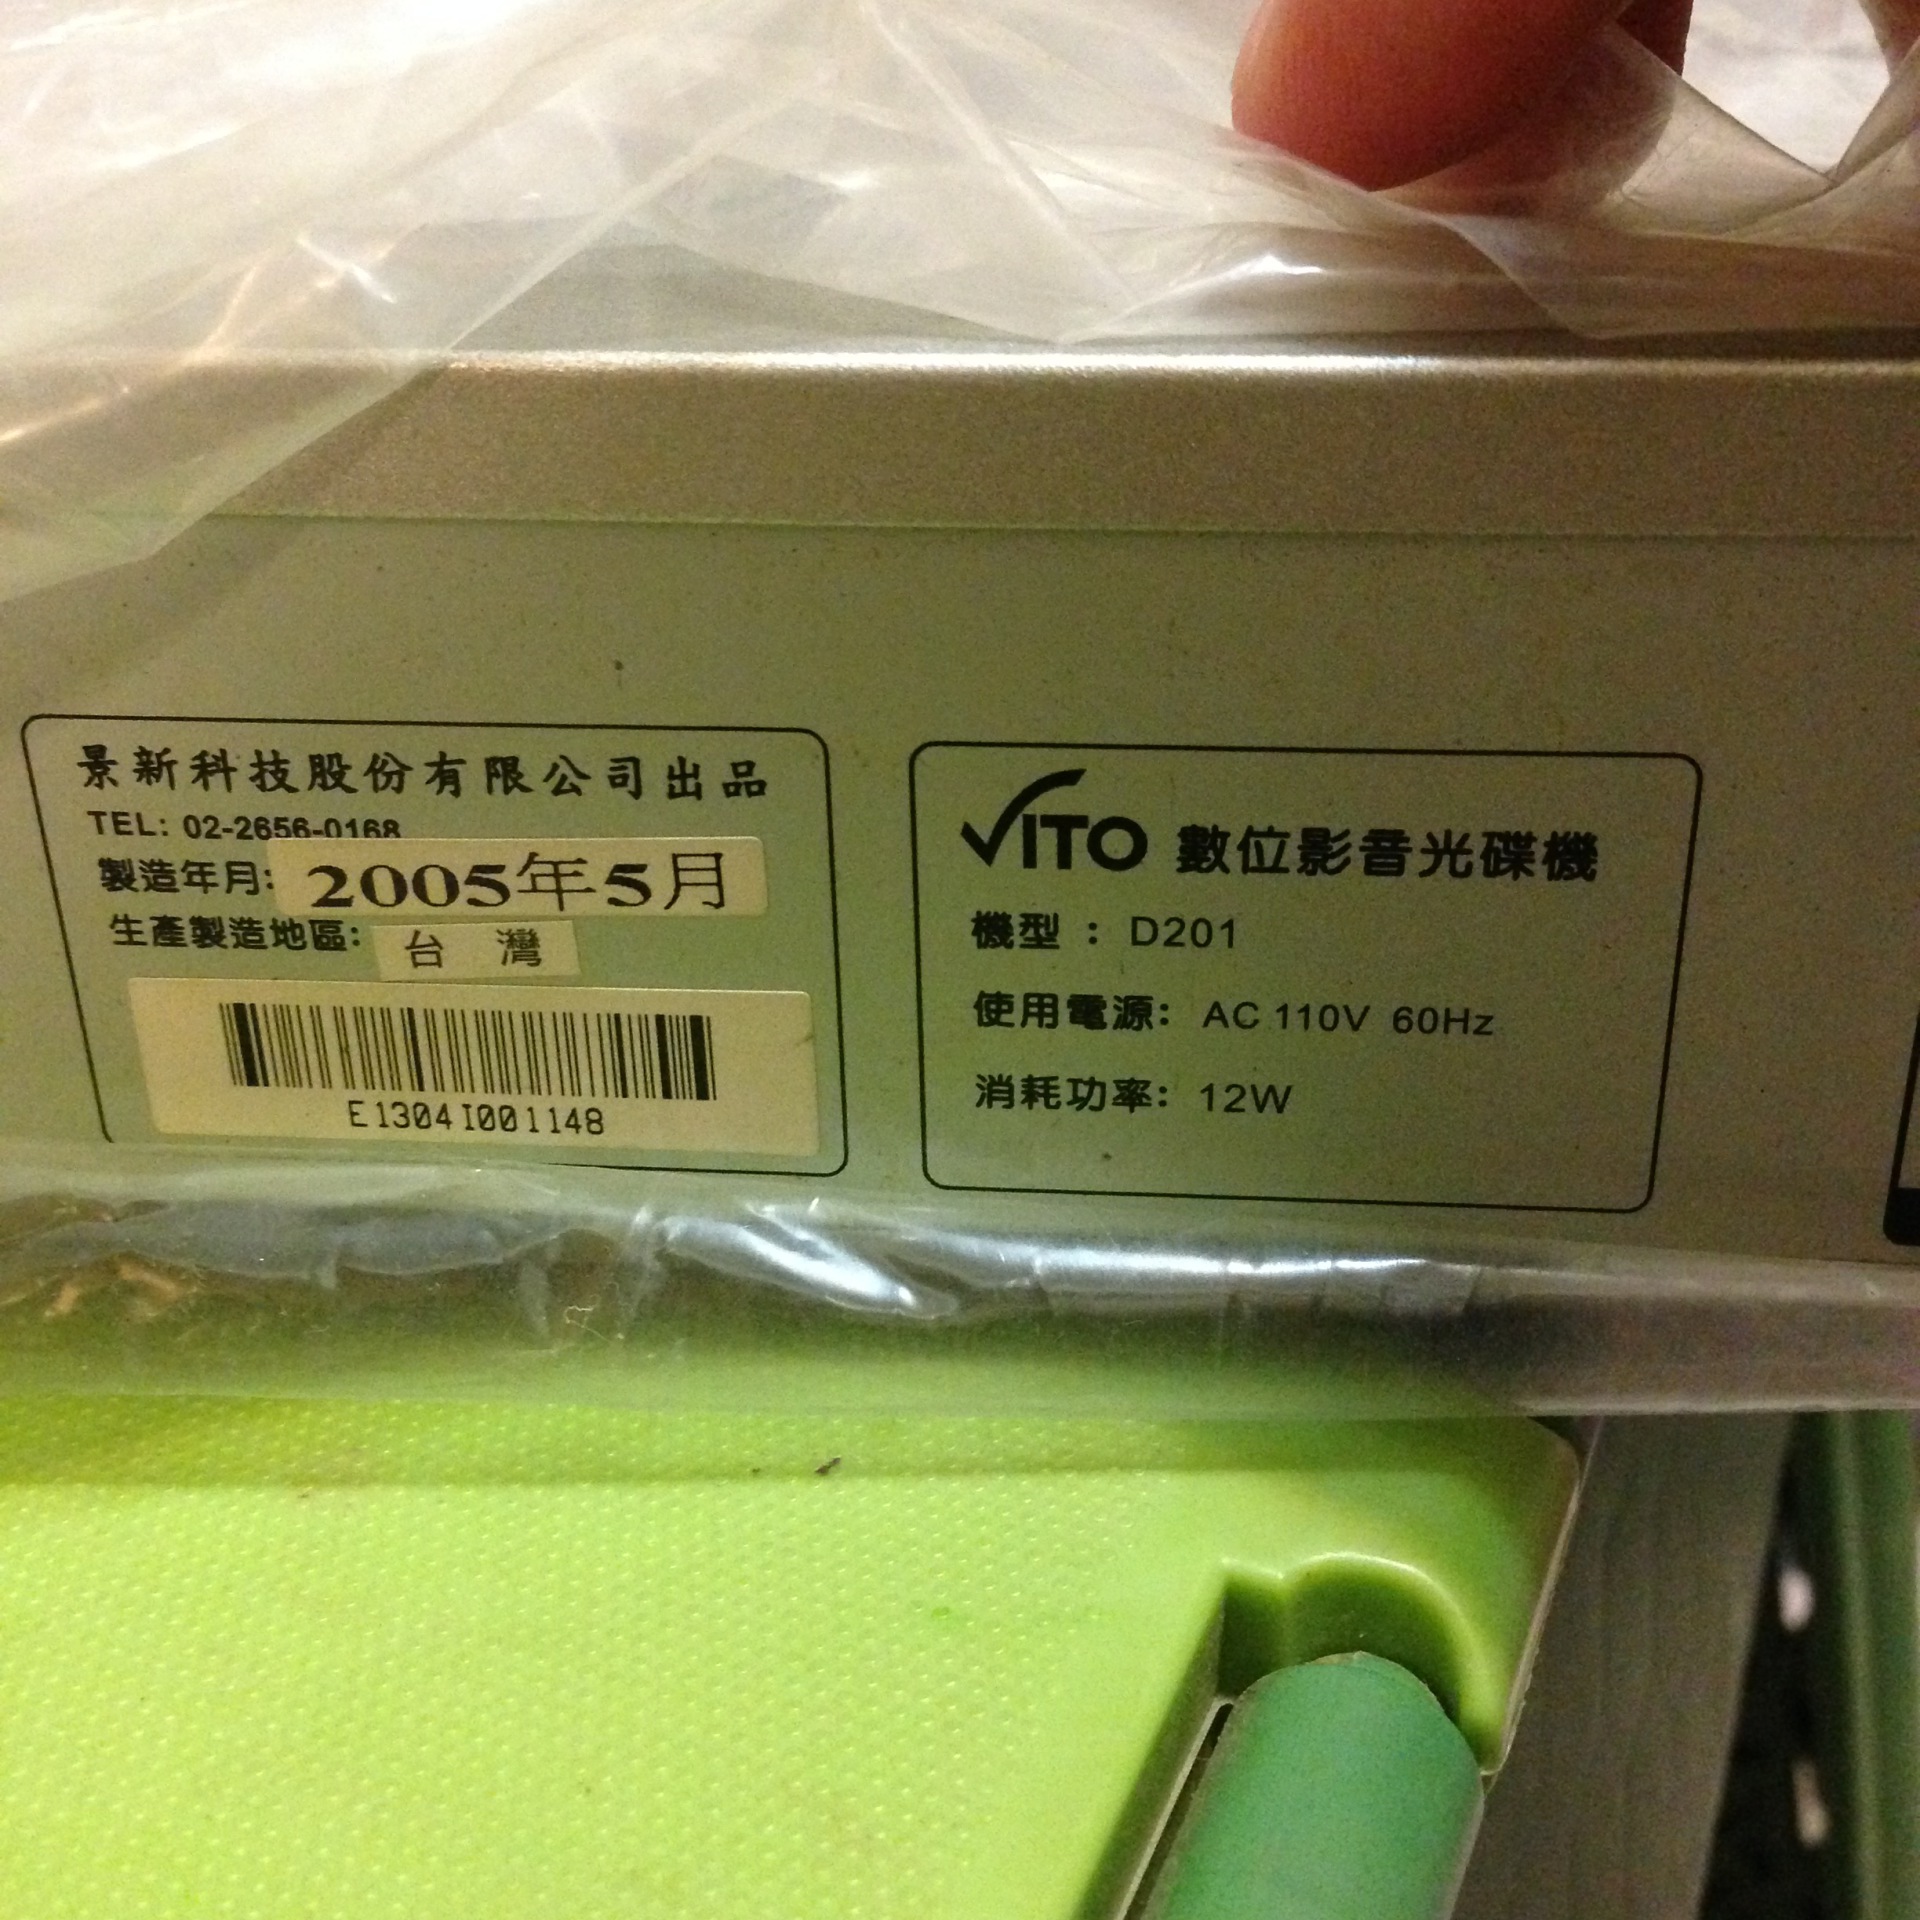 景新科技股份有限公司出品
TEL: 02-2656-0168
製造年月: 2005年5月
生產製造地區: 台 灣
E1304I001148
VITO 數位影音光碟機
機型 : D201
使用電源: AC 110V 60Hz
消耗功率: 12W